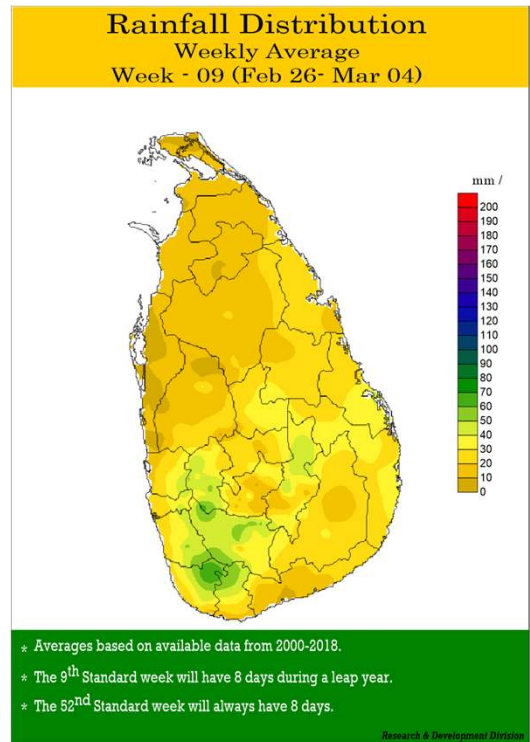 Rainfall Distribution
Weekly Average
Week - 09 (Feb 26- Mar 04)
mm /
200
190
180
170
160
150
140
130
120
110
100
90
80
70
60
50
40
30
20
10
0
* Averages based on available data from 2000-2018.
* The 9th Standard week will have 8 days during a leap year.
* The 52nd Standard week will always have 8 days.
Research & Development Division